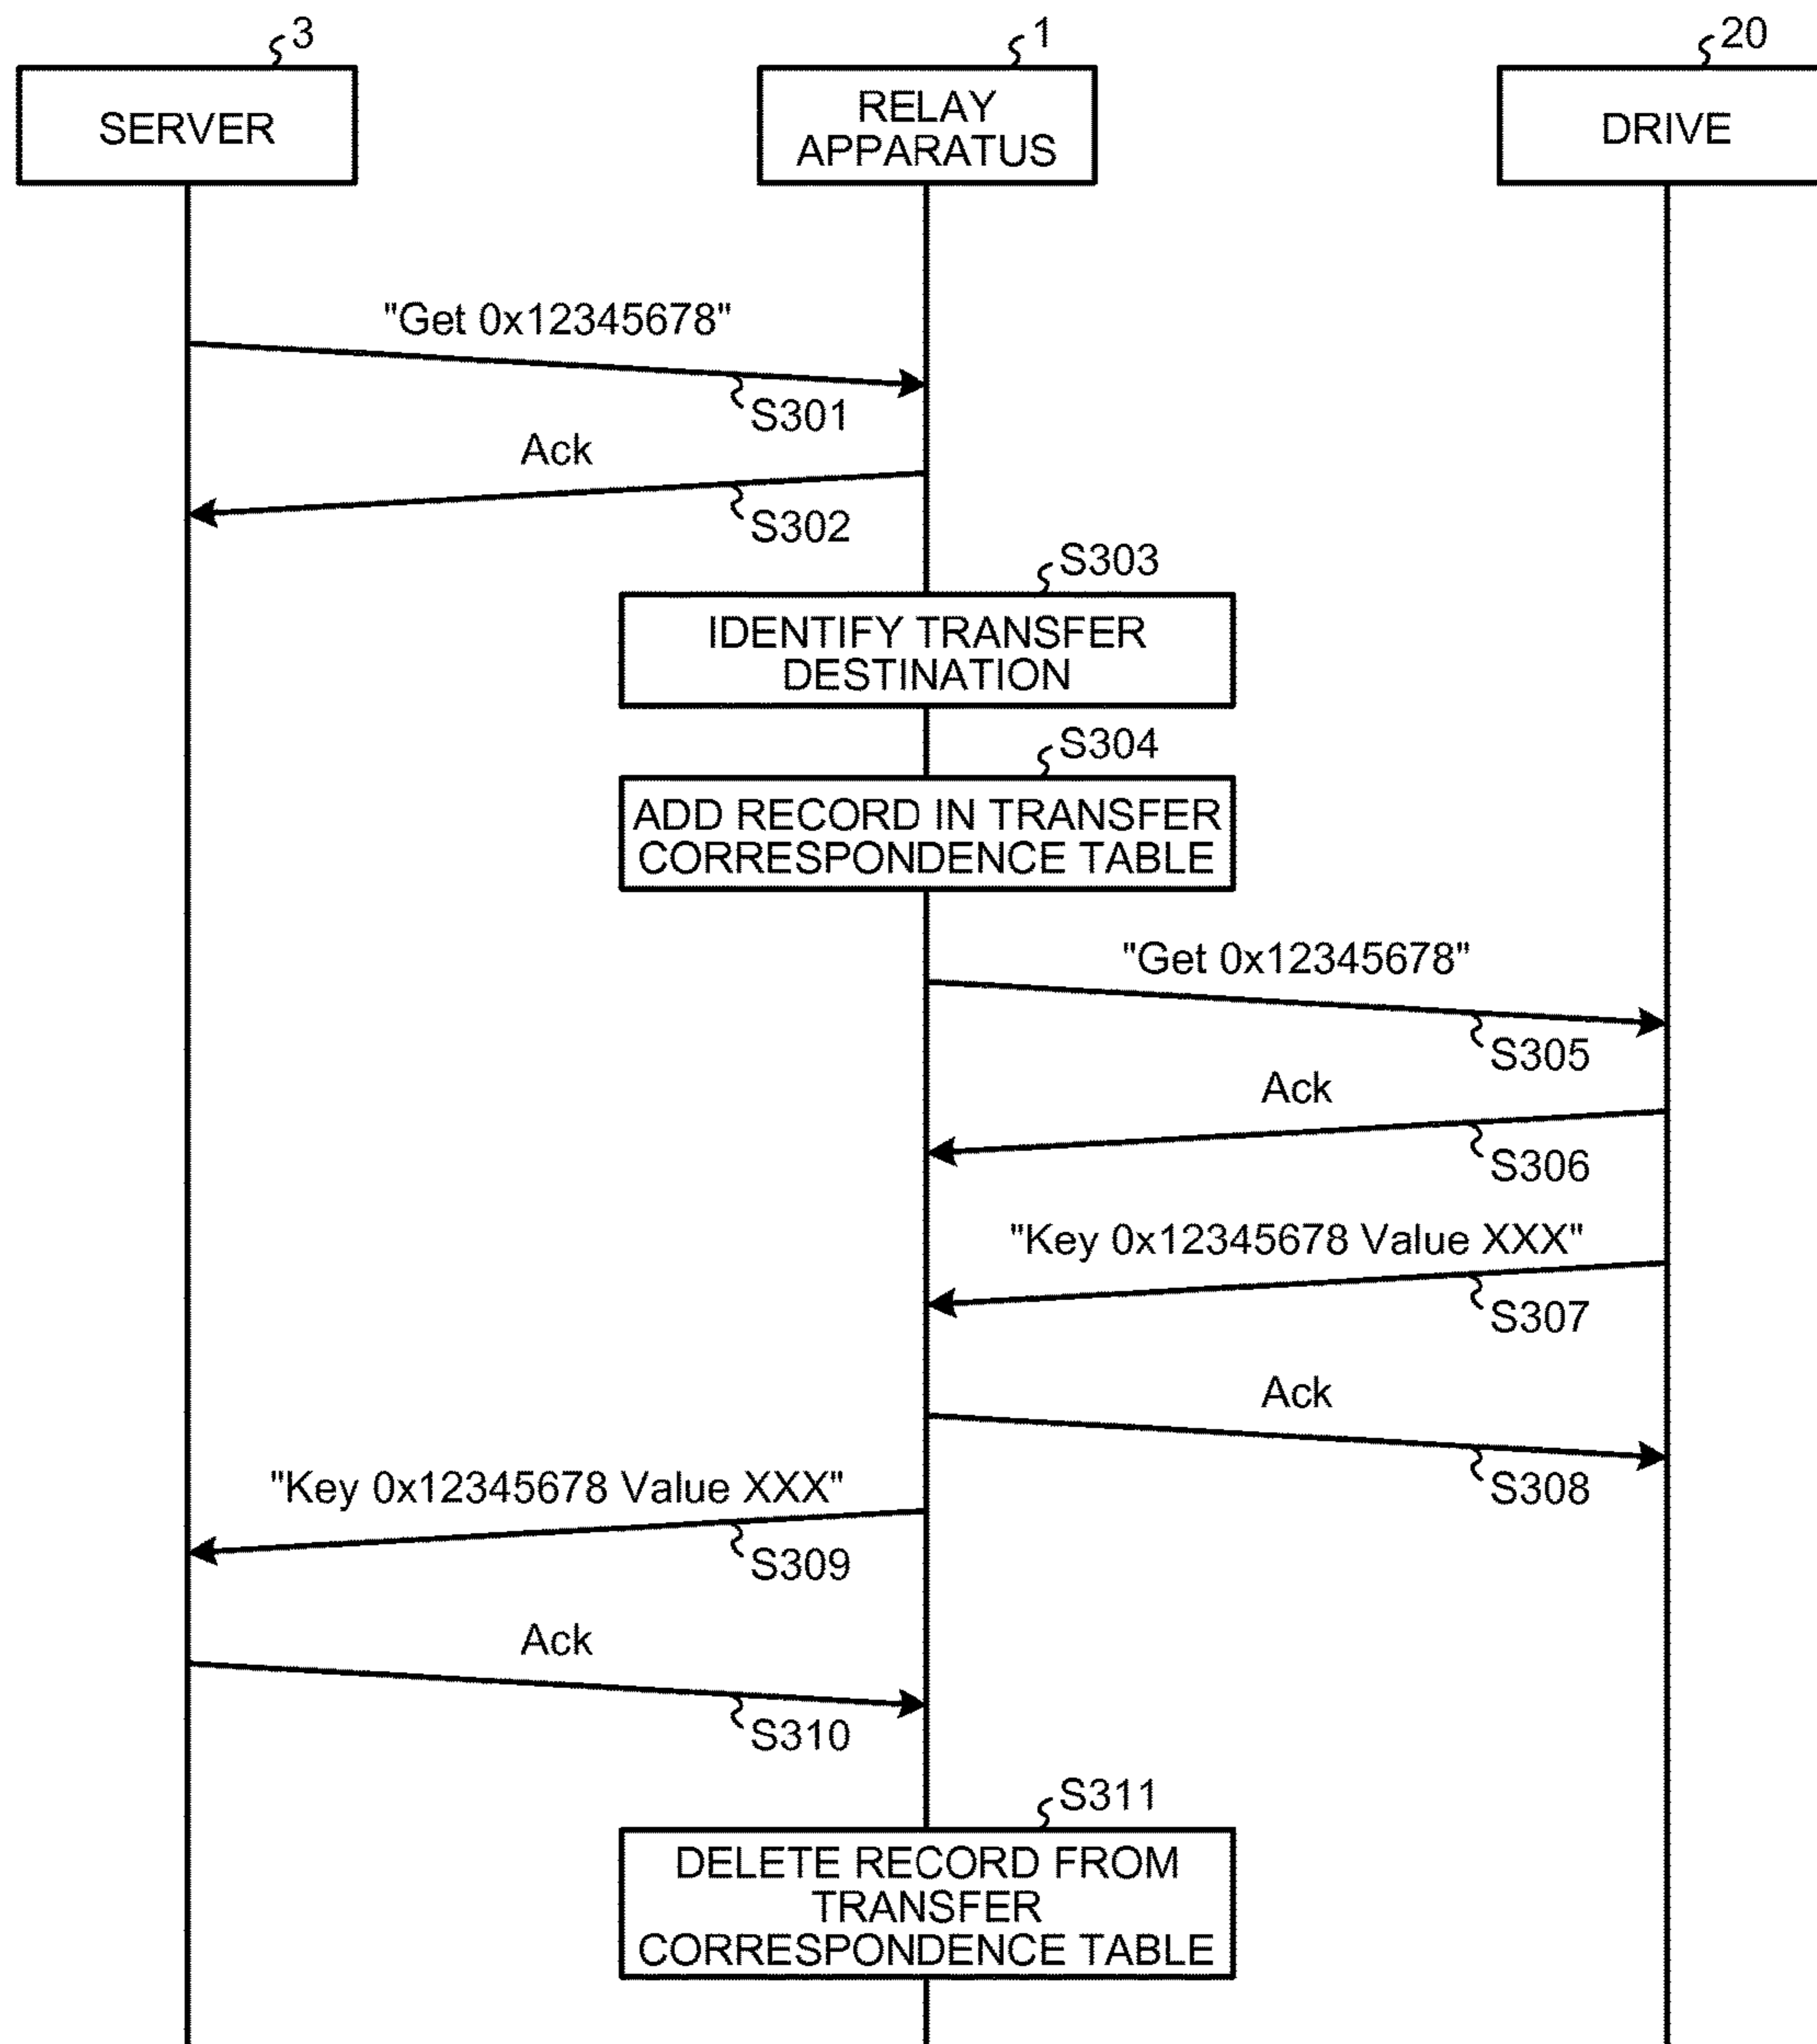 3
1
20
SERVER
RELAY
APPARATUS
DRIVE
"Get 0x12345678"
S301
Ack
S302
S303
IDENTIFY TRANSFER
DESTINATION
S304
ADD RECORD IN TRANSFER
CORRESPONDENCE TABLE
"Get 0x12345678"
S305
Ack
S306
"Key 0x12345678 Value XXX"
S307
Ack
S308
"Key 0x12345678 Value XXX"
S309
Ack
S310
S311
DELETE RECORD FROM
TRANSFER
CORRESPONDENCE TABLE